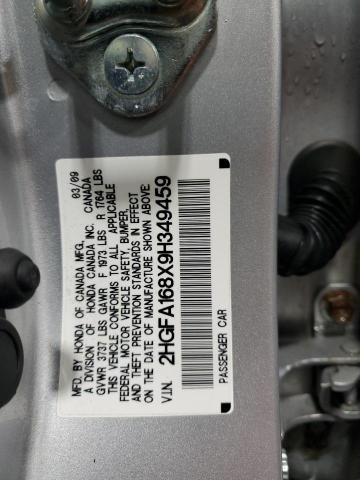 MFD. BY HONDA OF CANADA MFG. 03/09
A DIVISION OF HONDA CANADA INC. CANADA
GVWR 3737 LBS GAWR F 1973 LBS R 1764 LBS
THIS VEHICLE CONFORMS TO ALL APPLICABLE
FEDERAL MOTOR VEHICLE SAFETY, BUMPER,
AND THEFT PREVENTION STANDARDS IN EFFECT
ON THE DATE OF MANUFACTURE SHOWN ABOVE:
V.I.N. 2HGFA168X9H349459
PASSENGER CAR